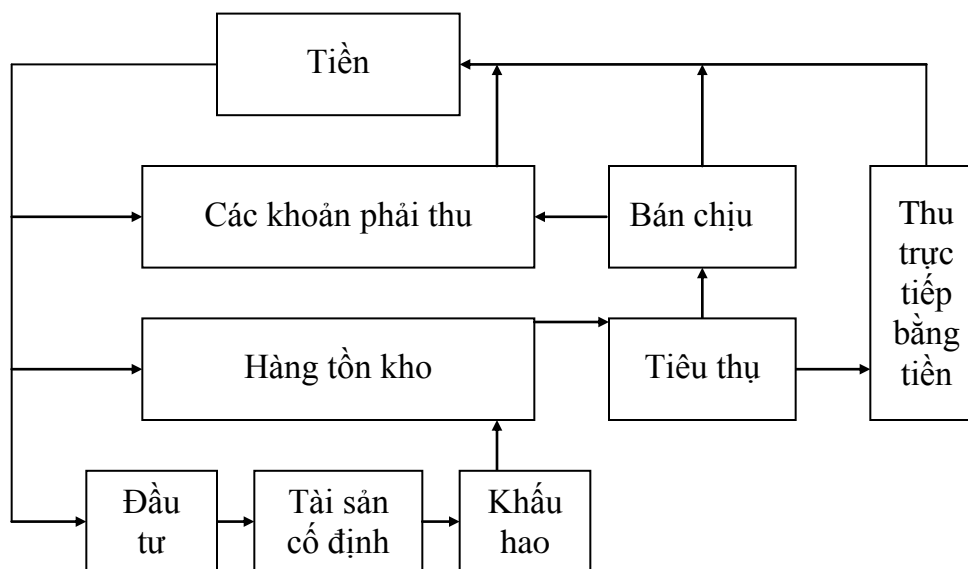 Tiền
Các khoản phải thu
Bán chịu
Thu
trực
tiếp
bằng
tiền
Hàng tồn kho
Tiêu thụ
Đầu
tư
Tài sản
cố định
Khấu
hao